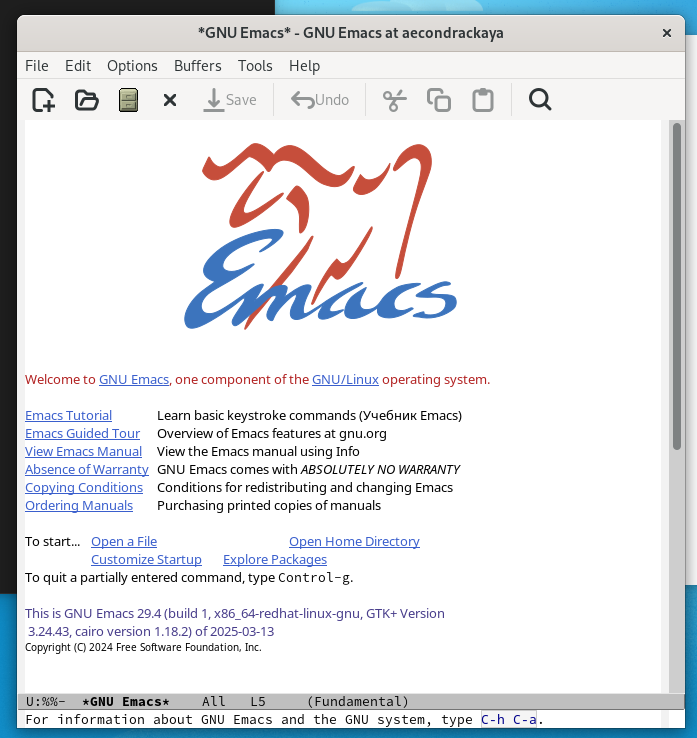 *GNU Emacs* - GNU Emacs at aecondrackaya
File Edit Options Buffers Tools Help
Save Undo
Emacs
Welcome to GNU Emacs, one component of the GNU/Linux operating system.
Emacs Tutorial Learn basic keystroke commands (Учебник Emacs)
Emacs Guided Tour Overview of Emacs features at gnu.org
View Emacs Manual View the Emacs manual using Info
Absence of Warranty GNU Emacs comes with ABSOLUTELY NO WARRANTY
Copying Conditions Conditions for redistributing and changing Emacs
Ordering Manuals Purchasing printed copies of manuals
To start... Open a File Open Home Directory
Customize Startup Explore Packages
To quit a partially entered command, type Control-g.
This is GNU Emacs 29.4 (build 1, x86_64-redhat-linux-gnu, GTK+ Version
3.24.43, cairo version 1.18.2) of 2025-03-13
Copyright (C) 2024 Free Software Foundation, Inc.
U:%%- *GNU Emacs* All L5 (Fundamental)
For information about GNU Emacs and the GNU system, type C-h C-a.